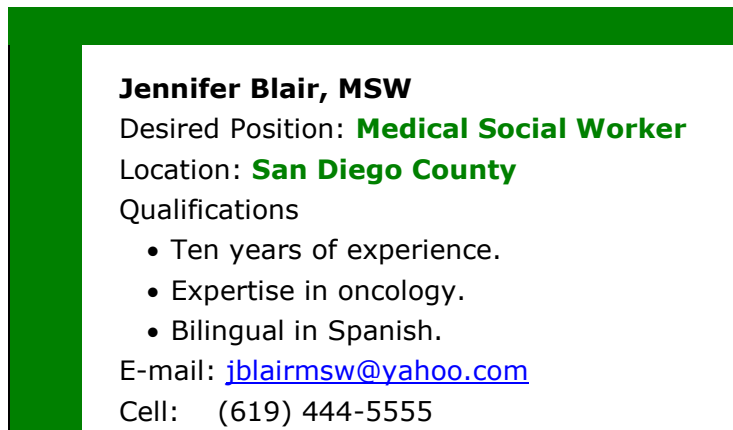 Jennifer Blair, MSW
Desired Position: Medical Social Worker
Location: San Diego County
Qualifications
• Ten years of experience.
• Expertise in oncology.
• Bilingual in Spanish.
E-mail: jblairmsw@yahoo.com
Cell: (619) 444-5555